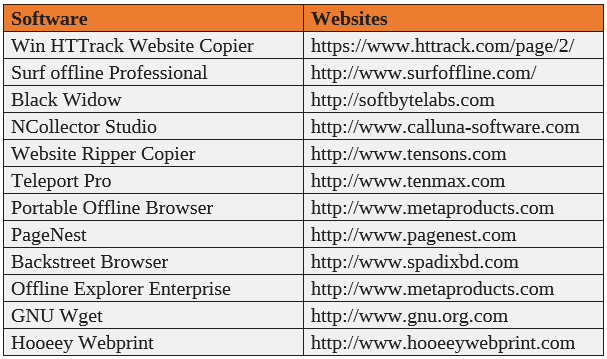 Software Websites
Win HTTrack Website Copier https://www.httrack.com/page/2/
Surf offline Professional http://www.surfoffline.com/
Black Widow http://softbytelabs.com
NCollector Studio http://www.calluna-software.com
Website Ripper Copier http://www.tensons.com
Teleport Pro http://www.tenmax.com
Portable Offline Browser http://www.metaproducts.com
PageNest http://www.pagenest.com
Backstreet Browser http://www.spadixbd.com
Offline Explorer Enterprise http://www.metaproducts.com
GNU Wget http://www.gnu.org.com
Hooeey Webprint http://www.hooeeywebprint.com